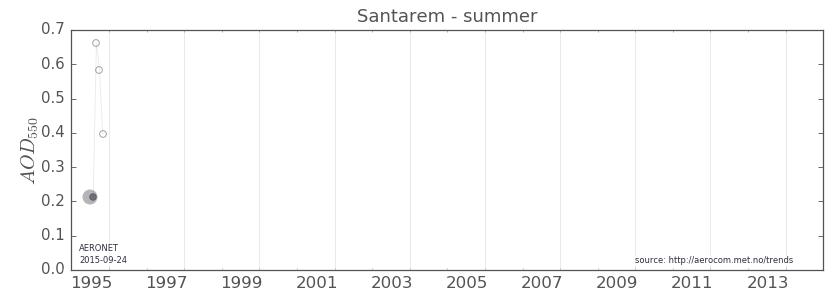 Santarem - summer
0.7
0.6
0.5
0.4
0.3
0.2
0.1
0.0
AOD550
AERONET
2015-09-24
source: http://aerocom.met.no/trends
1995 1997 1999 2001 2003 2005 2007 2009 2011 2013